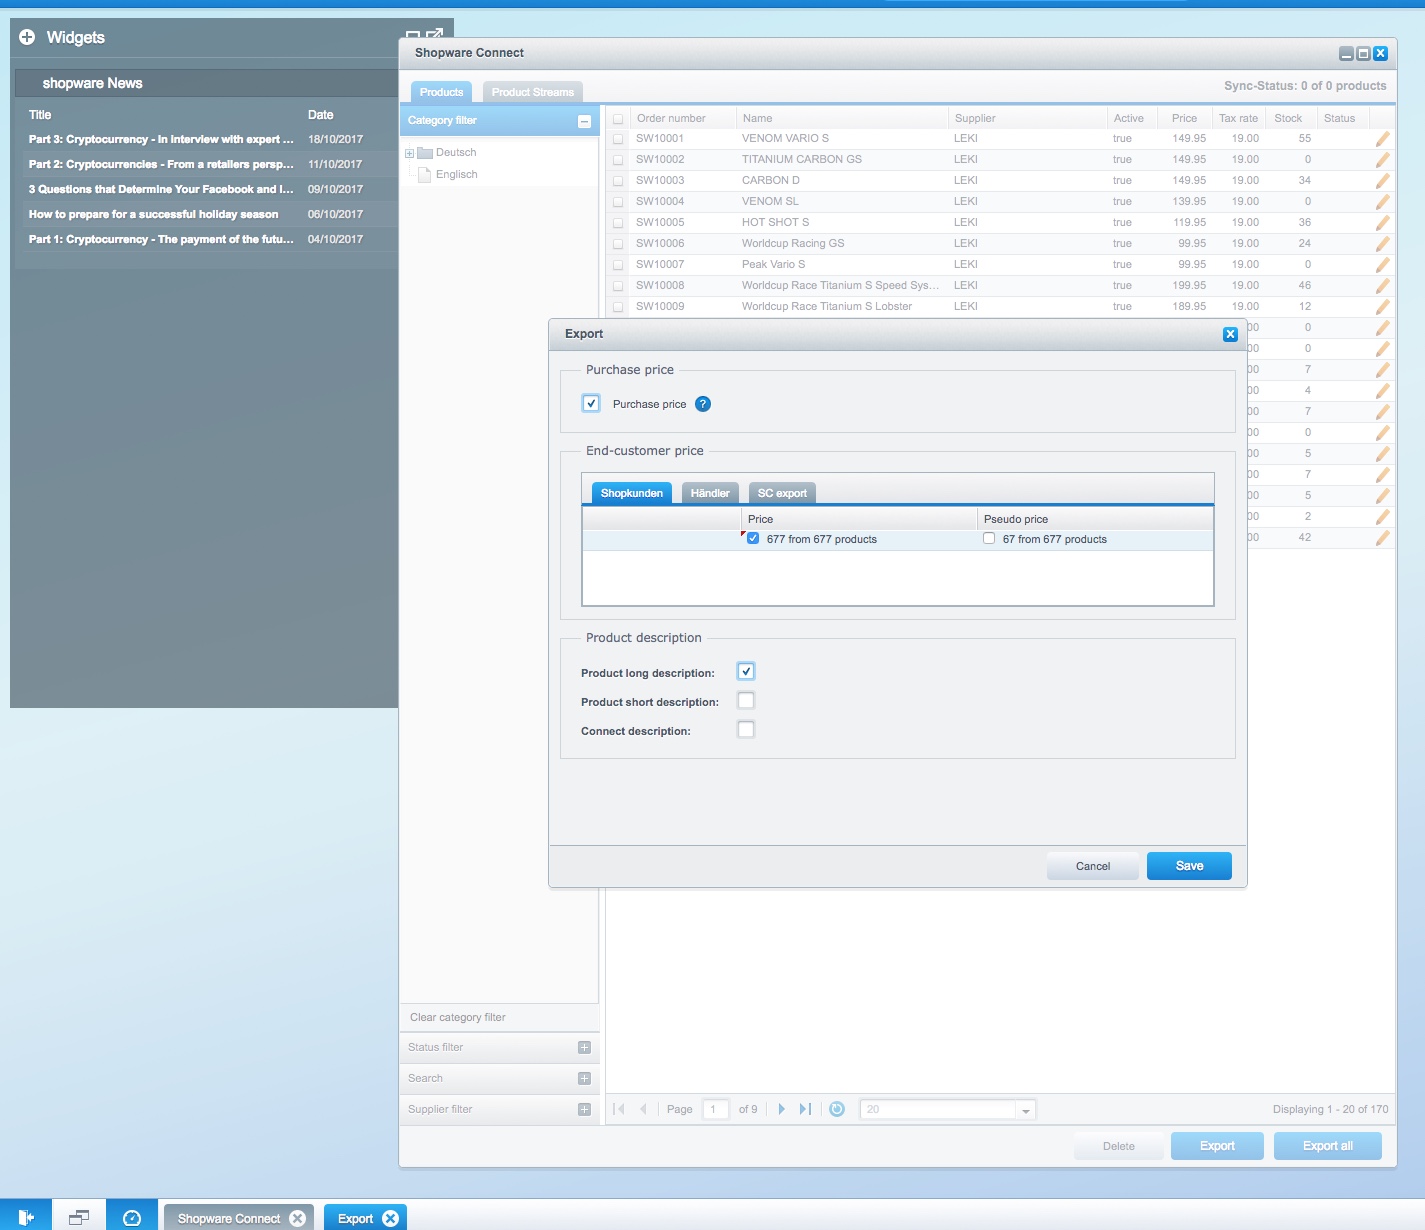 Widgets
shopware News
Title Date
Part 3: Cryptocurrency - In interview with expert ... 18/10/2017
Part 2: Cryptocurrencies - From a retailers persp... 11/10/2017
3 Questions that Determine Your Facebook and I... 09/10/2017
How to prepare for a successful holiday season 06/10/2017
Part 1: Cryptocurrency - The payment of the futu... 04/10/2017
Shopware Connect
Products Product Streams Sync-Status: 0 of 0 products
Category filter
Deutsch
Englisch
Order number Name Supplier Active Price Tax rate Stock Status
SW10001 VENOM VARIO S LEKI true 149.95 19.00 55
SW10002 TITANIUM CARBON GS LEKI true 149.95 19.00 0
SW10003 CARBON D LEKI true 149.95 19.00 34
SW10004 VENOM SL LEKI true 139.95 19.00 0
SW10005 HOT SHOT S LEKI true 119.95 19.00 36
SW10006 Worldcup Racing GS LEKI true 99.95 19.00 24
SW10007 Peak Vario S LEKI true 99.95 19.00 0
SW10008 Worldcup Race Titanium S Speed Sys... LEKI true 199.95 19.00 46
SW10009 Worldcup Race Titanium S Lobster LEKI true 189.95 19.00 12
00 0
00 0
00 7
00 4
00 7
00 0
00 5
00 7
00 5
00 2
00 42
Export
Purchase price
Purchase price ?
End-customer price
Shopkunden Händler SC export
Price Pseudo price
677 from 677 products 67 from 677 products
Product description
Product long description:
Product short description:
Connect description:
Cancel Save
Clear category filter
Status filter
Search
Supplier filter
Page 1 of 9 20 Displaying 1 - 20 of 170
Delete Export Export all
Shopware Connect Export